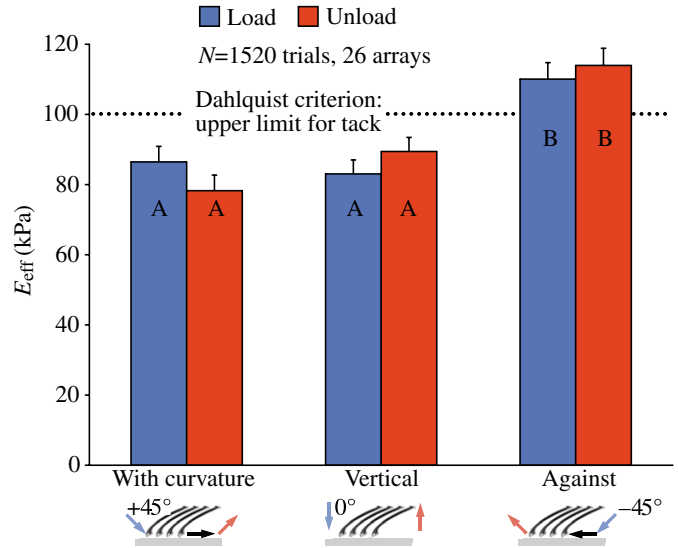 Load Unload
N=1520 trials, 26 arrays
Dahlquist criterion:
upper limit for tack
120
100
80
60
40
20
0
E_eff (kPa)
A A A A B B
With curvature Vertical Against
+45° 0° –45°